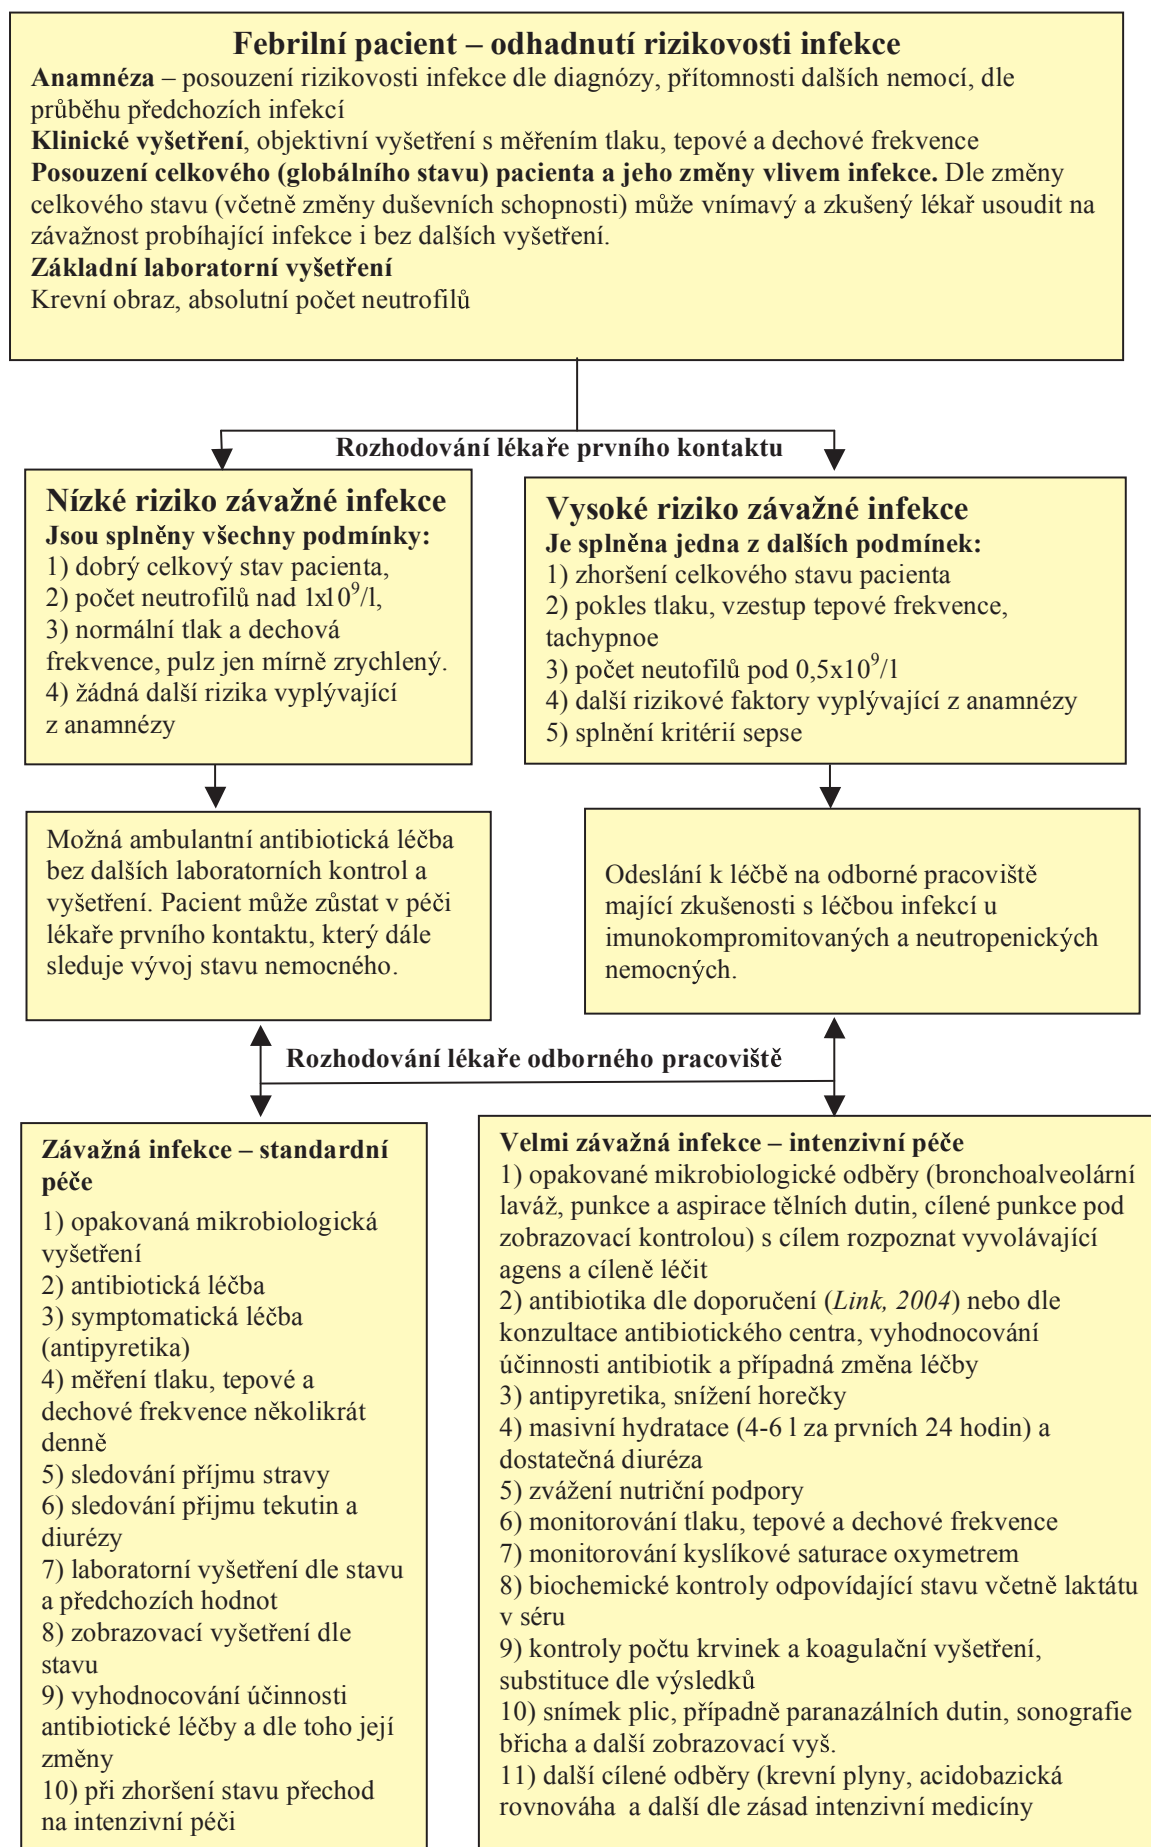 Febrilní pacient – odhadnutí rizikovosti infekce
Anamnéza – posouzení rizikovosti infekce dle diagnózy, přítomnosti dalších nemocí, dle
průběhu předchozích infekcí
Klinické vyšetření, objektivní vyšetření s měřením tlaku, tepové a dechové frekvence
Posouzení celkového (globálního stavu) pacienta a jeho změny vlivem infekce. Dle změny
celkového stavu (včetně změny duševních schopnosti) může vnímavý a zkušený lékař usoudit na
závažnost probíhající infekce i bez dalších vyšetření.
Základní laboratorní vyšetření
Krevní obraz, absolutní počet neutrofilů
Rozhodování lékaře prvního kontaktu
Nízké riziko závažné infekce
Jsou splněny všechny podmínky:
1) dobrý celkový stav pacienta,
2) počet neutrofilů nad 1x10⁹/l,
3) normální tlak a dechová
frekvence, pulz jen mírně zrychlený.
4) žádná další rizika vyplývající
z anamnézy
Vysoké riziko závažné infekce
Je splněna jedna z dalších podmínek:
1) zhoršení celkového stavu pacienta
2) pokles tlaku, vzestup tepové frekvence,
tachypnoe
3) počet neutofilů pod 0,5x10⁹/l
4) další rizikové faktory vyplývající z anamnézy
5) splnění kritérií sepse
Možná ambulantní antibiotická léčba
bez dalších laboratorních kontrol a
vyšetření. Pacient může zůstat v péči
lékaře prvního kontaktu, který dále
sleduje vývoj stavu nemocného.
Odeslání k léčbě na odborné pracoviště
mající zkušenosti s léčbou infekcí u
imunokompromitovaných a neutropenických
nemocných.
Rozhodování lékaře odborného pracoviště
Závažná infekce – standardní
péče
1) opakovaná mikrobiologická
vyšetření
2) antibiotická léčba
3) symptomatická léčba
(antipyretika)
4) měření tlaku, tepové a
dechové frekvence několikrát
denně
5) sledování příjmu stravy
6) sledování přijmu tekutin a
diurézy
7) laboratorní vyšetření dle stavu
a předchozích hodnot
8) zobrazovací vyšetření dle
stavu
9) vyhodnocování účinnosti
antibiotické léčby a dle toho její
změny
10) při zhoršení stavu přechod
na intenzivní péči
Velmi závažná infekce – intenzivní péče
1) opakované mikrobiologické odběry (bronchoalveolární
laváž, punkce a aspirace tělních dutin, cílené punkce pod
zobrazovací kontrolou) s cílem rozpoznat vyvolávající
agens a cíleně léčit
2) antibiotika dle doporučení (Link, 2004) nebo dle
konzultace antibiotického centra, vyhodnocování
účinnosti antibiotik a případná změna léčby
3) antipyretika, snížení horečky
4) masivní hydratace (4-6 l za prvních 24 hodin) a
dostatečná diuréza
5) zvážení nutriční podpory
6) monitorování tlaku, tepové a dechové frekvence
7) monitorování kyslíkové saturace oxymetrem
8) biochemické kontroly odpovídající stavu včetně laktátu
v séru
9) kontroly počtu krvinek a koagulační vyšetření,
substituce dle výsledků
10) snímek plic, případně paranazálních dutin, sonografie
břicha a další zobrazovací vyš.
11) další cílené odběry (krevní plyny, acidobazická
rovnováha a další dle zásad intenzivní medicíny